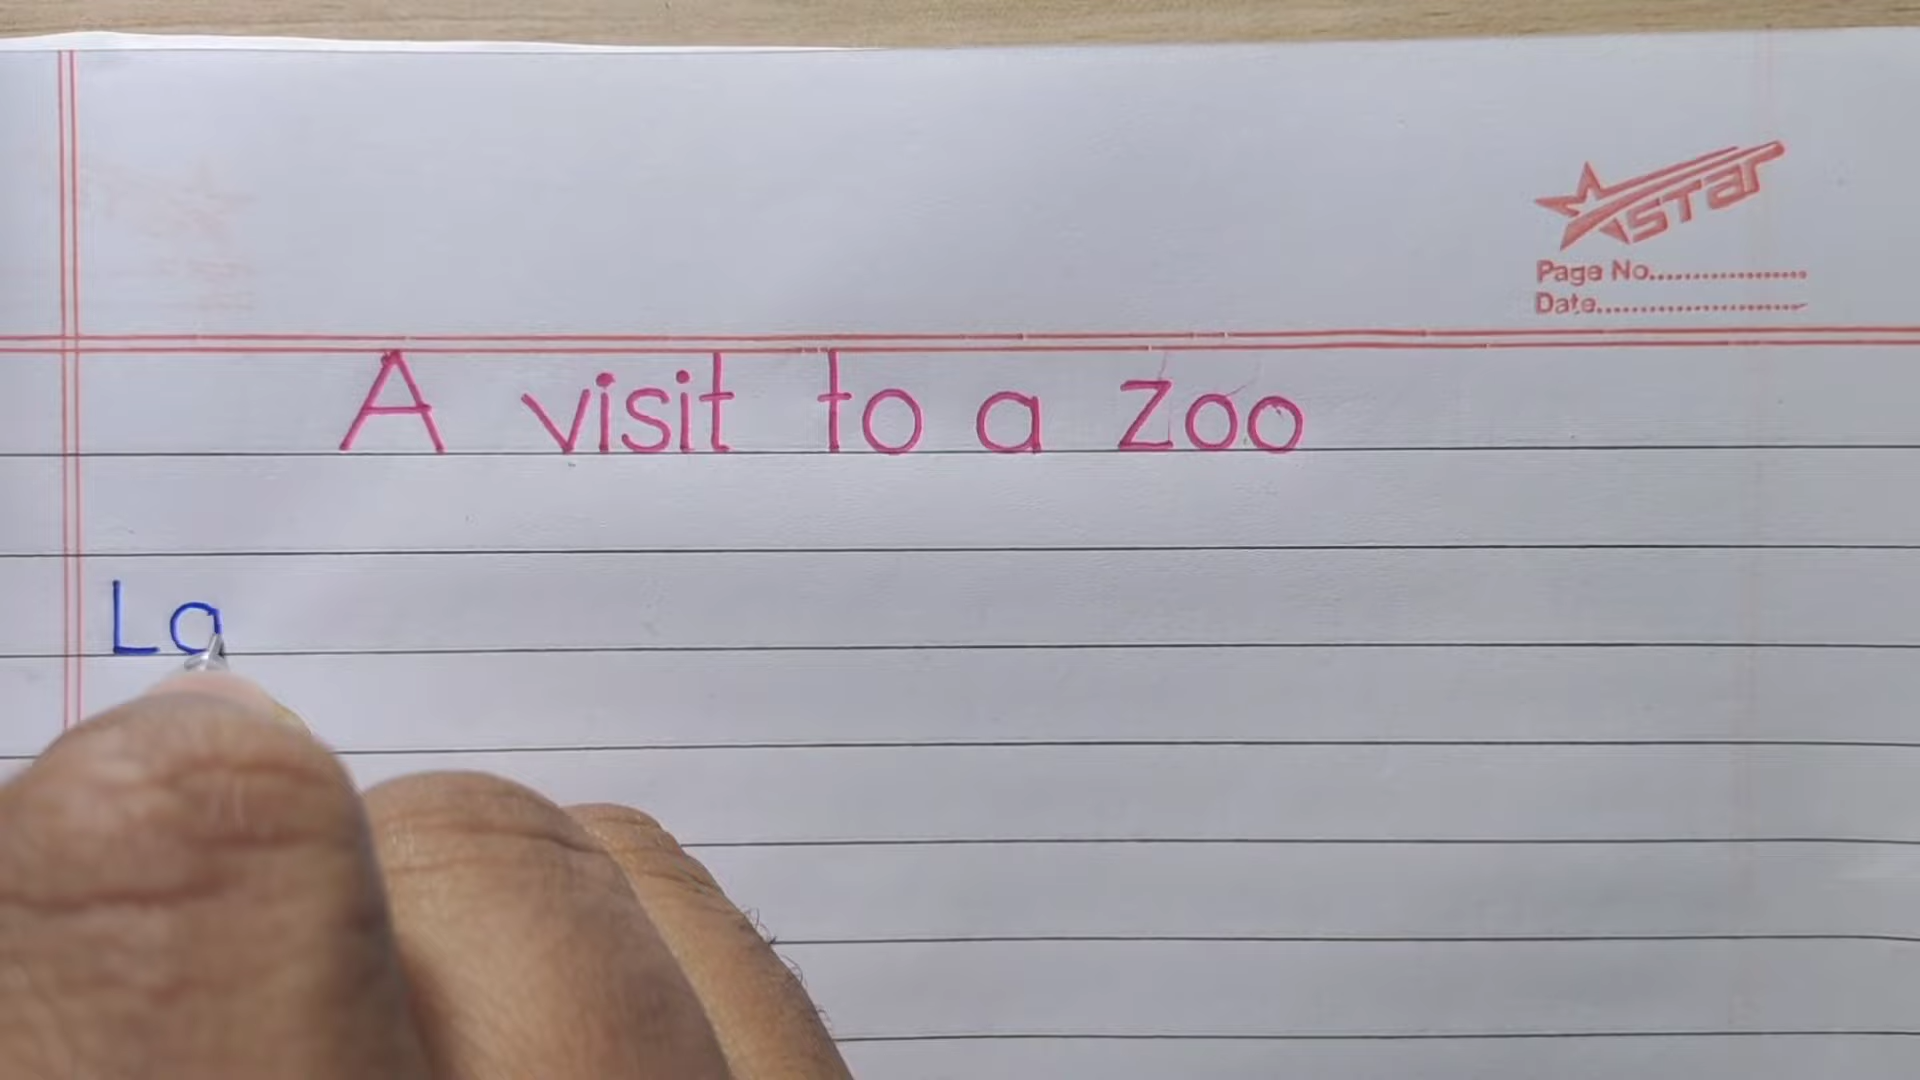 STAR
Page No..................
Date........................
A visit to a zoo
La